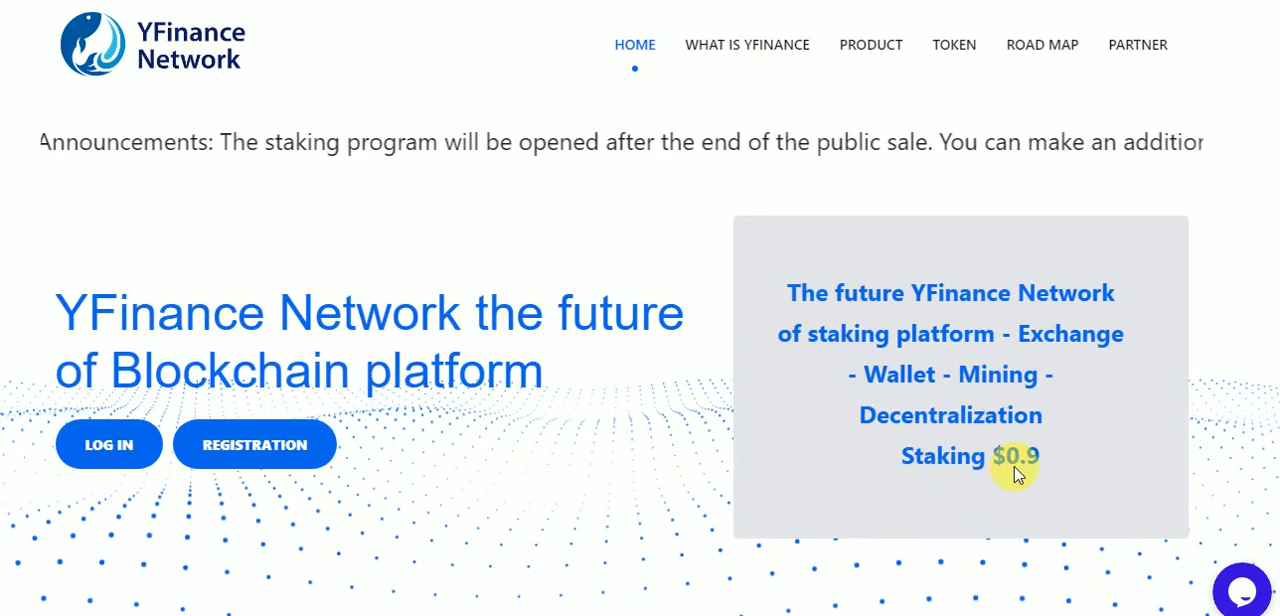 YFinance
Network
HOME
WHAT IS YFINANCE
PRODUCT
TOKEN
ROAD MAP
PARTNER
Announcements: The staking program will be opened after the end of the public sale. You can make an addition
YFinance Network the future
of Blockchain platform
LOG IN
REGISTRATION
The future YFinance Network
of staking platform - Exchange
- Wallet - Mining -
Decentralization
Staking $0.9